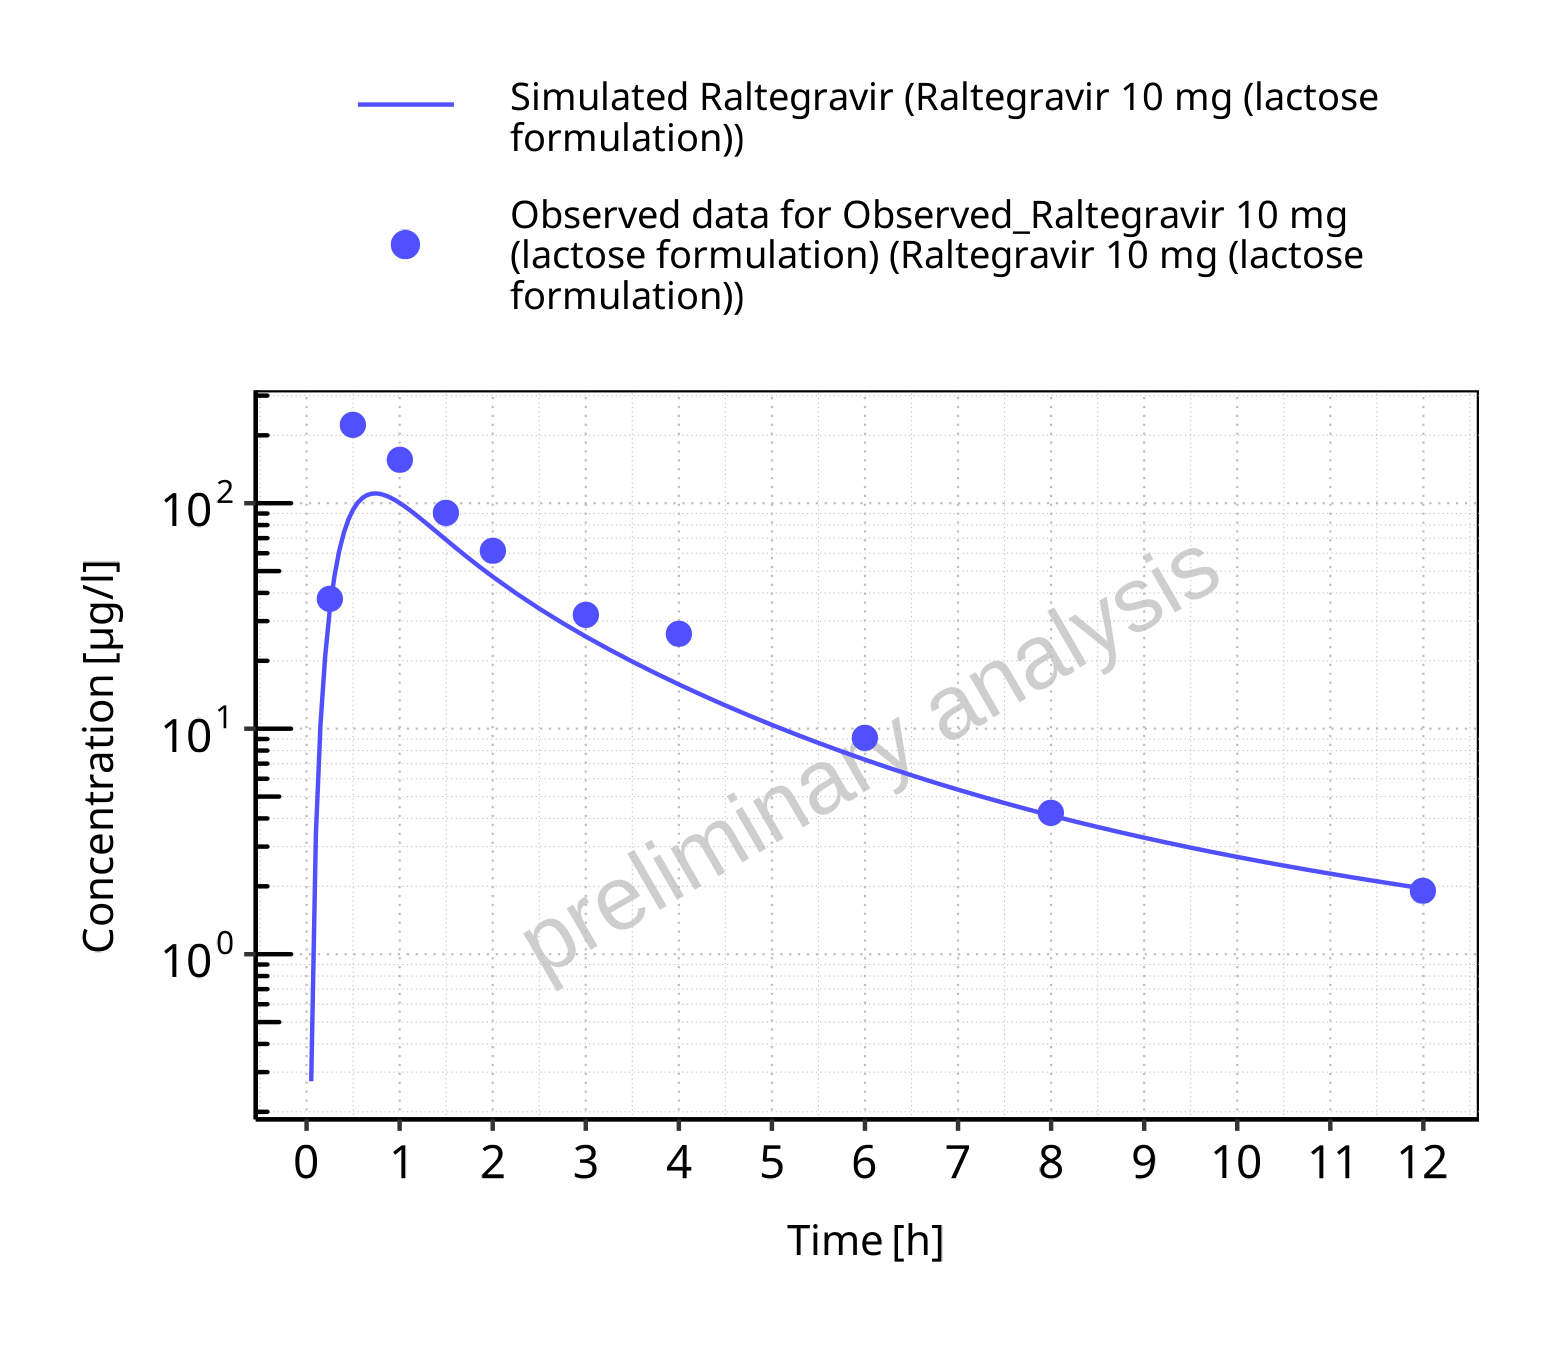 Simulated Raltegravir (Raltegravir 10 mg (lactose
formulation))
Observed data for Observed_Raltegravir 10 mg
(lactose formulation) (Raltegravir 10 mg (lactose
formulation))
10²
10¹
10⁰
Concentration [µg/l]
preliminary analysis
0 1 2 3 4 5 6 7 8 9 10 11 12
Time [h]